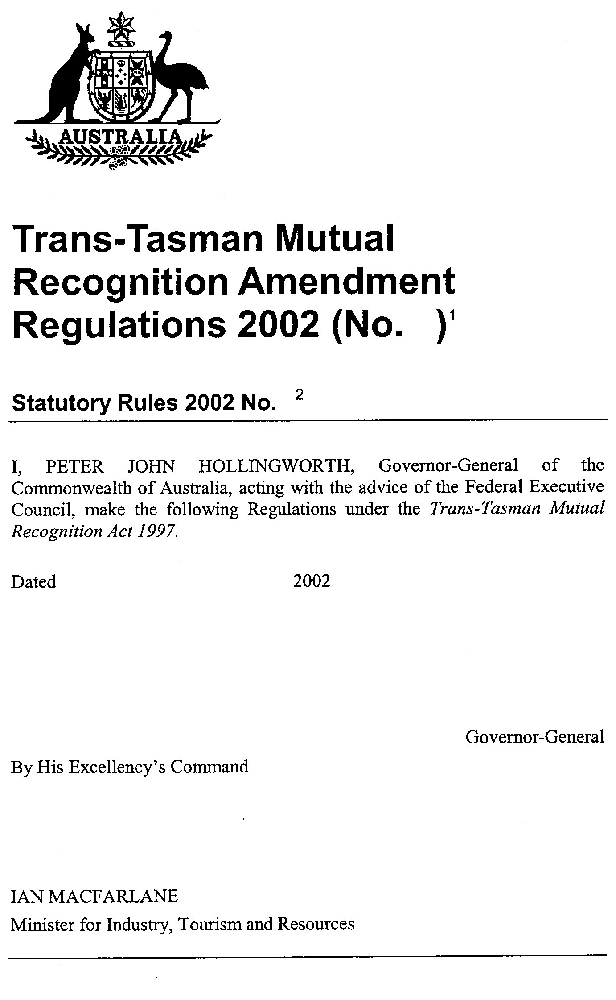 AUSTRALIA
Trans-Tasman Mutual
Recognition Amendment
Regulations 2002 (No. )¹
Statutory Rules 2002 No. ²
I, PETER JOHN HOLLINGWORTH, Governor-General of the
Commonwealth of Australia, acting with the advice of the Federal Executive
Council, make the following Regulations under the Trans-Tasman Mutual
Recognition Act 1997.
Dated 2002
Governor-General
By His Excellency's Command
IAN MACFARLANE
Minister for Industry, Tourism and Resources